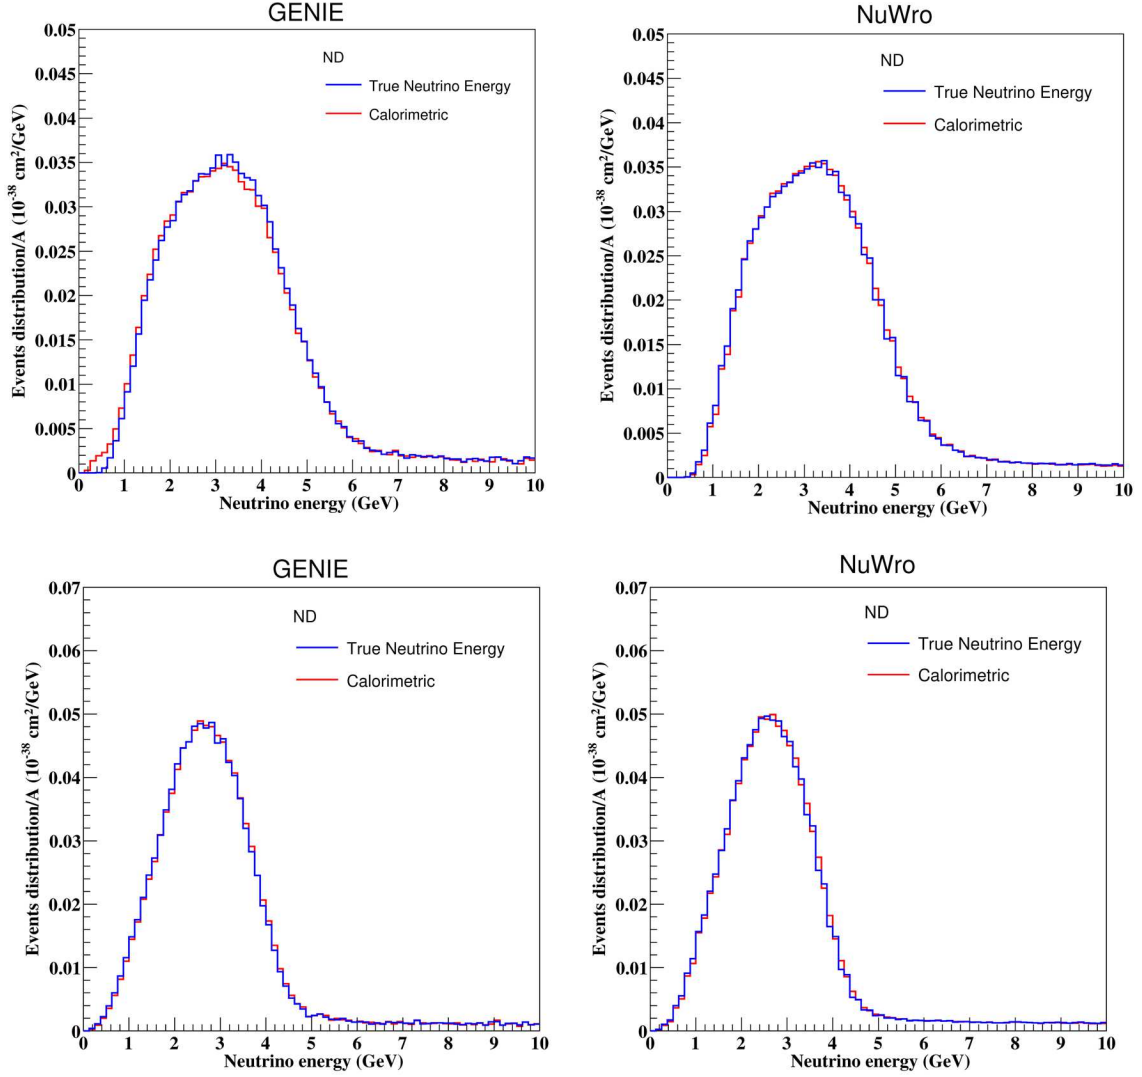 GENIE
ND
True Neutrino Energy
Calorimetric
Events distribution/A (10^-38 cm^2/GeV)
0.05
0.045
0.04
0.035
0.03
0.025
0.02
0.015
0.01
0.005
0
0 1 2 3 4 5 6 7 8 9 10
Neutrino energy (GeV)
NuWro
ND
True Neutrino Energy
Calorimetric
Events distribution/A (10^-38 cm^2/GeV)
0.05
0.045
0.04
0.035
0.03
0.025
0.02
0.015
0.01
0.005
0
0 1 2 3 4 5 6 7 8 9 10
Neutrino energy (GeV)
GENIE
ND
True Neutrino Energy
Calorimetric
Events distribution/A (10^-38 cm^2/GeV)
0.07
0.06
0.05
0.04
0.03
0.02
0.01
0
0 1 2 3 4 5 6 7 8 9 10
Neutrino energy (GeV)
NuWro
ND
True Neutrino Energy
Calorimetric
Events distribution/A (10^-38 cm^2/GeV)
0.07
0.06
0.05
0.04
0.03
0.02
0.01
0
0 1 2 3 4 5 6 7 8 9 10
Neutrino energy (GeV)